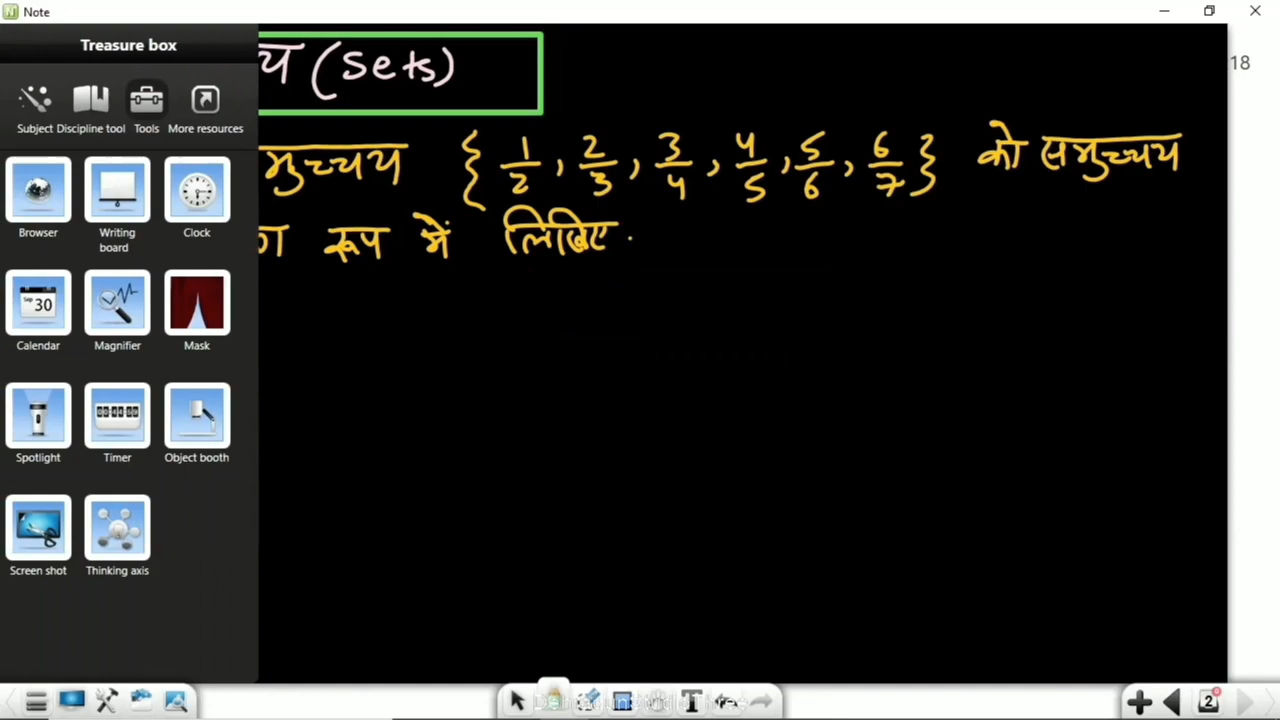 Note
Treasure box
18
(Sets)
Subject Discipline tool Tools More resources
{ 1/2 , 2/3 , 3/4 , 4/5 , 5/6 , 6/7 } को समुच्चय
रूप में लिखिए .
Browser Writing board Clock
Calendar Magnifier Mask
Spotlight Timer Object booth
Screen shot Thinking axis
T 2